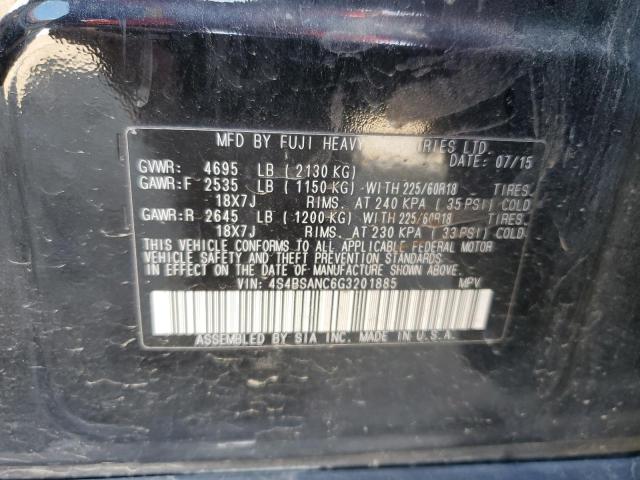 MFD BY FUJI HEAVY INDUSTRIES LTD.
DATE: 07/15
GVWR: 4695 LB (2130 KG)
GAWR:F 2535 LB (1150 KG)-WITH 225/60R18 TIRES,
18X7J RIMS. AT 240 KPA (35 PSI) COLD
GAWR:R 2645 LB (1200 KG) WITH 225/60R18 TIRES,
18X7J RIMS. AT 230 KPA (33 PSI) COLD
THIS VEHICLE CONFORMS TO ALL APPLICABLE FEDERAL MOTOR
VEHICLE SAFETY AND THEFT PREVENTION STANDARDS
IN EFFECT ON THE DATE OF MANUFACTURE SHOWN ABOVE.
VIN: 4S4BSANC6G3201885 MPV
ASSEMBLED BY SIA INC. MADE IN U.S.A.